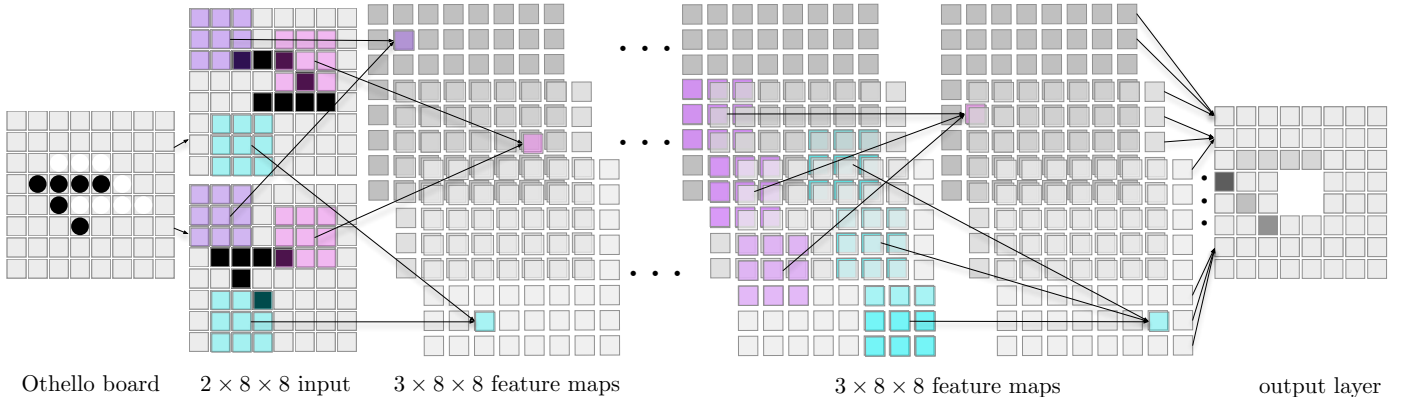 Othello board
2 × 8 × 8 input
3 × 8 × 8 feature maps
3 × 8 × 8 feature maps
output layer